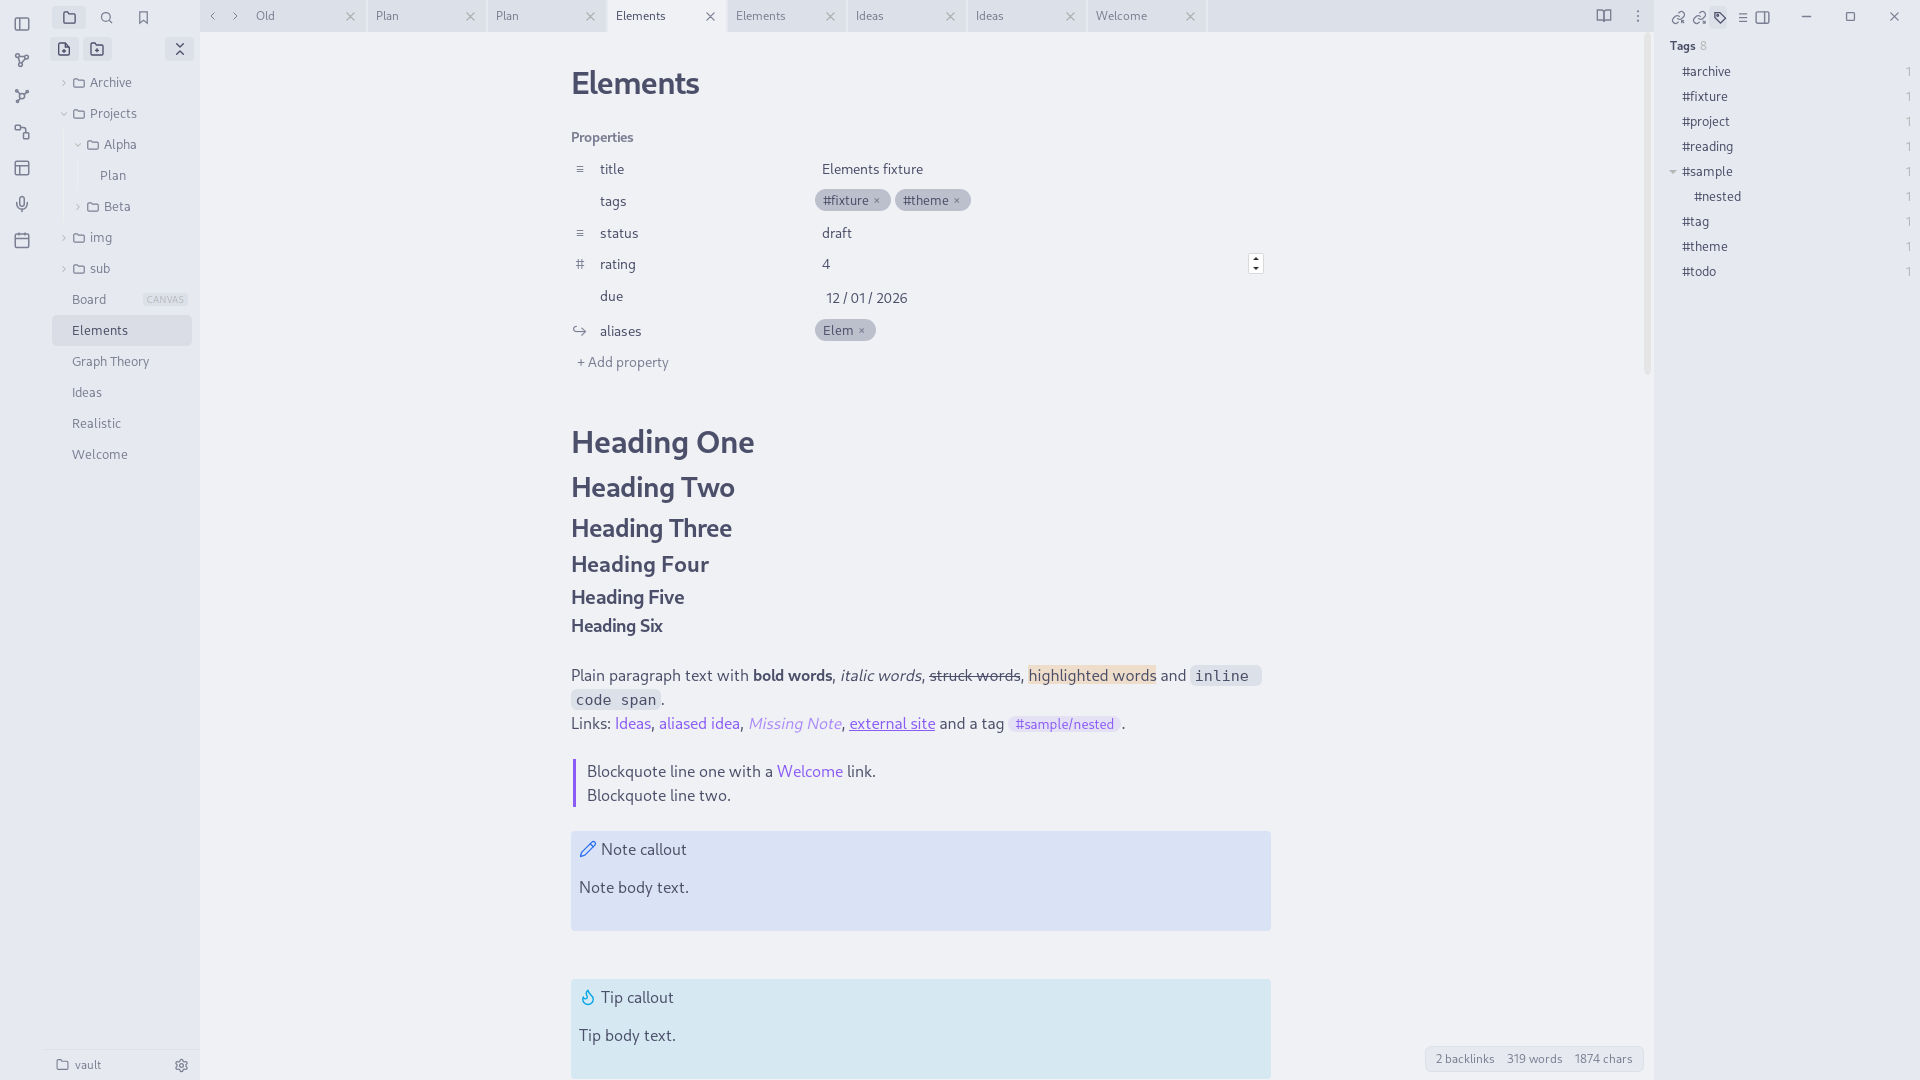 Old
Plan
Plan
Elements
Elements
Ideas
Ideas
Welcome
Archive
Projects
Alpha
Plan
Beta
img
sub
Board CANVAS
Elements
Graph Theory
Ideas
Realistic
Welcome
vault
Elements
Properties
title Elements fixture
tags #fixture × #theme ×
status draft
rating 4
due 12 / 01 / 2026
aliases Elem ×
+ Add property
Heading One
Heading Two
Heading Three
Heading Four
Heading Five
Heading Six
Plain paragraph text with bold words, italic words, struck words, highlighted words and inline
code span.
Links: Ideas, aliased idea, Missing Note, external site and a tag #sample/nested.
Blockquote line one with a Welcome link.
Blockquote line two.
Note callout
Note body text.
Tip callout
Tip body text.
2 backlinks 319 words 1874 chars
Tags 8
#archive 1
#fixture 1
#project 1
#reading 1
#sample 1
#nested 1
#tag 1
#theme 1
#todo 1